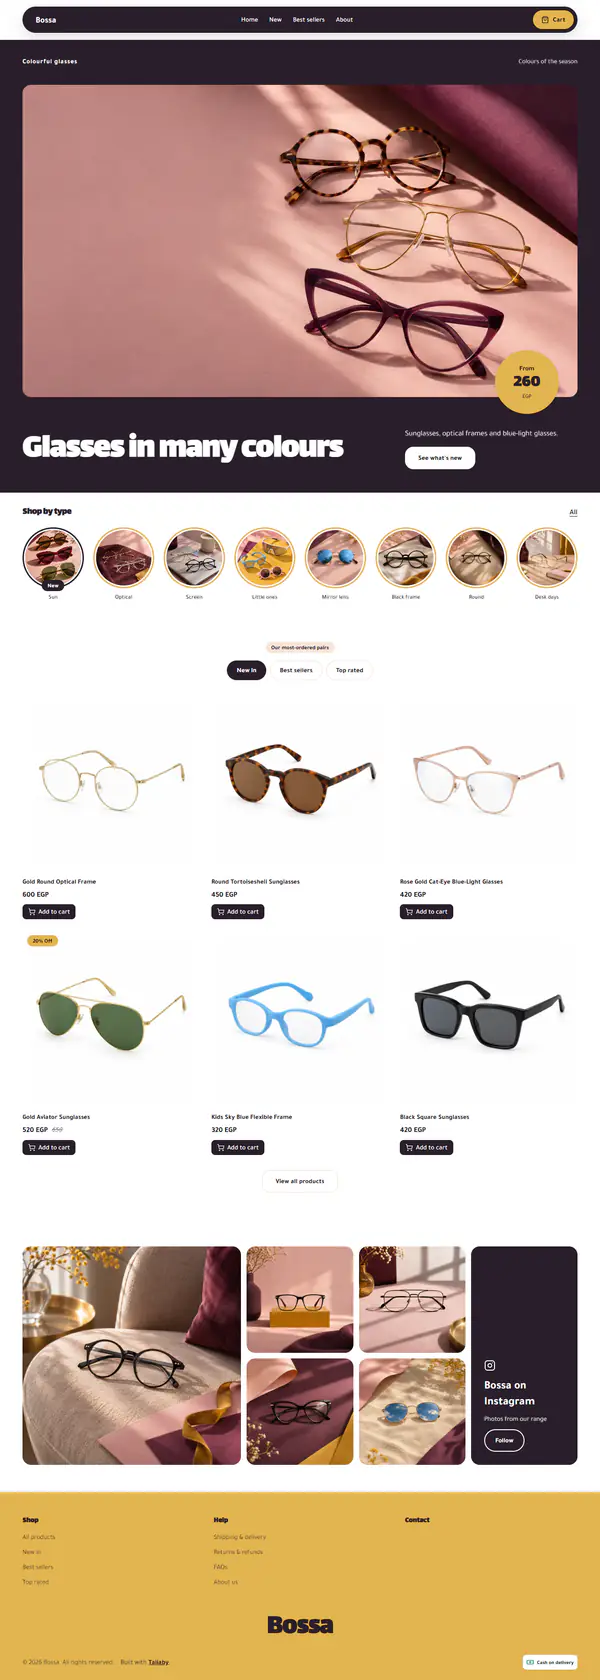 Bossa
Home New Best sellers About
Cart
Colourful glasses
Colours of the season
From
260
EGP
Glasses in many colours
Sunglasses, optical frames and blue-light glasses.
See what's new
Shop by type
All
New
Sun
Optical
Screen
Little ones
Mirror lens
Black frame
Round
Desk days
Our most-ordered pairs
New In
Best sellers
Top rated
Gold Round Optical Frame
600 EGP
Add to cart
Round Tortoiseshell Sunglasses
450 EGP
Add to cart
Rose Gold Cat-Eye Blue-Light Glasses
420 EGP
Add to cart
20% Off
Gold Aviator Sunglasses
520 EGP 650
Add to cart
Kids Sky Blue Flexible Frame
320 EGP
Add to cart
Black Square Sunglasses
420 EGP
Add to cart
View all products
Bossa on
Instagram
Photos from our range
Follow
Shop
All products
New in
Best sellers
Top rated
Help
Shipping & delivery
Returns & refunds
FAQs
About us
Contact
Bossa
© 2026 Bossa. All rights reserved. Built with Tailaby
Cash on delivery